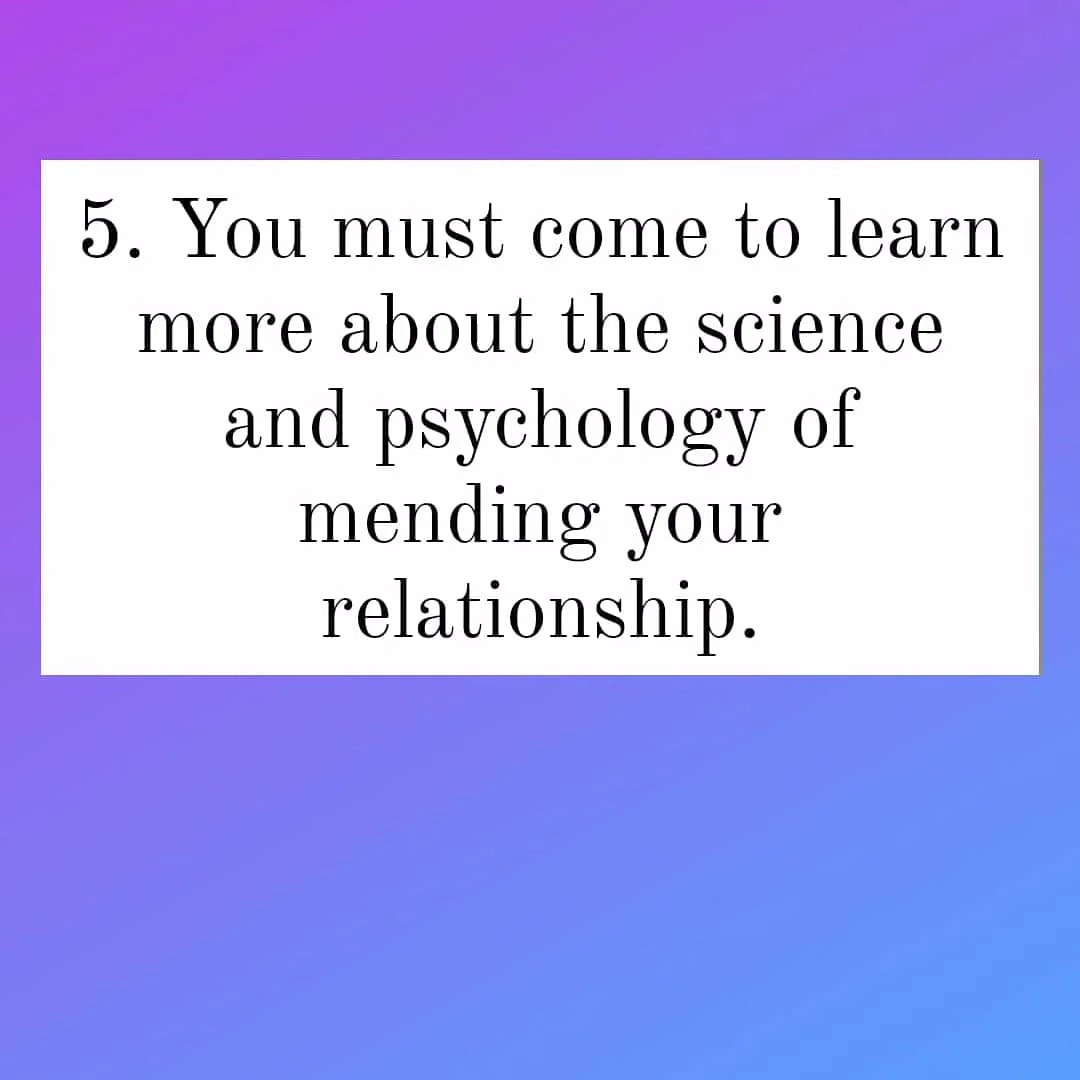 5. You must come to learn
more about the science
and psychology of
mending your
relationship.